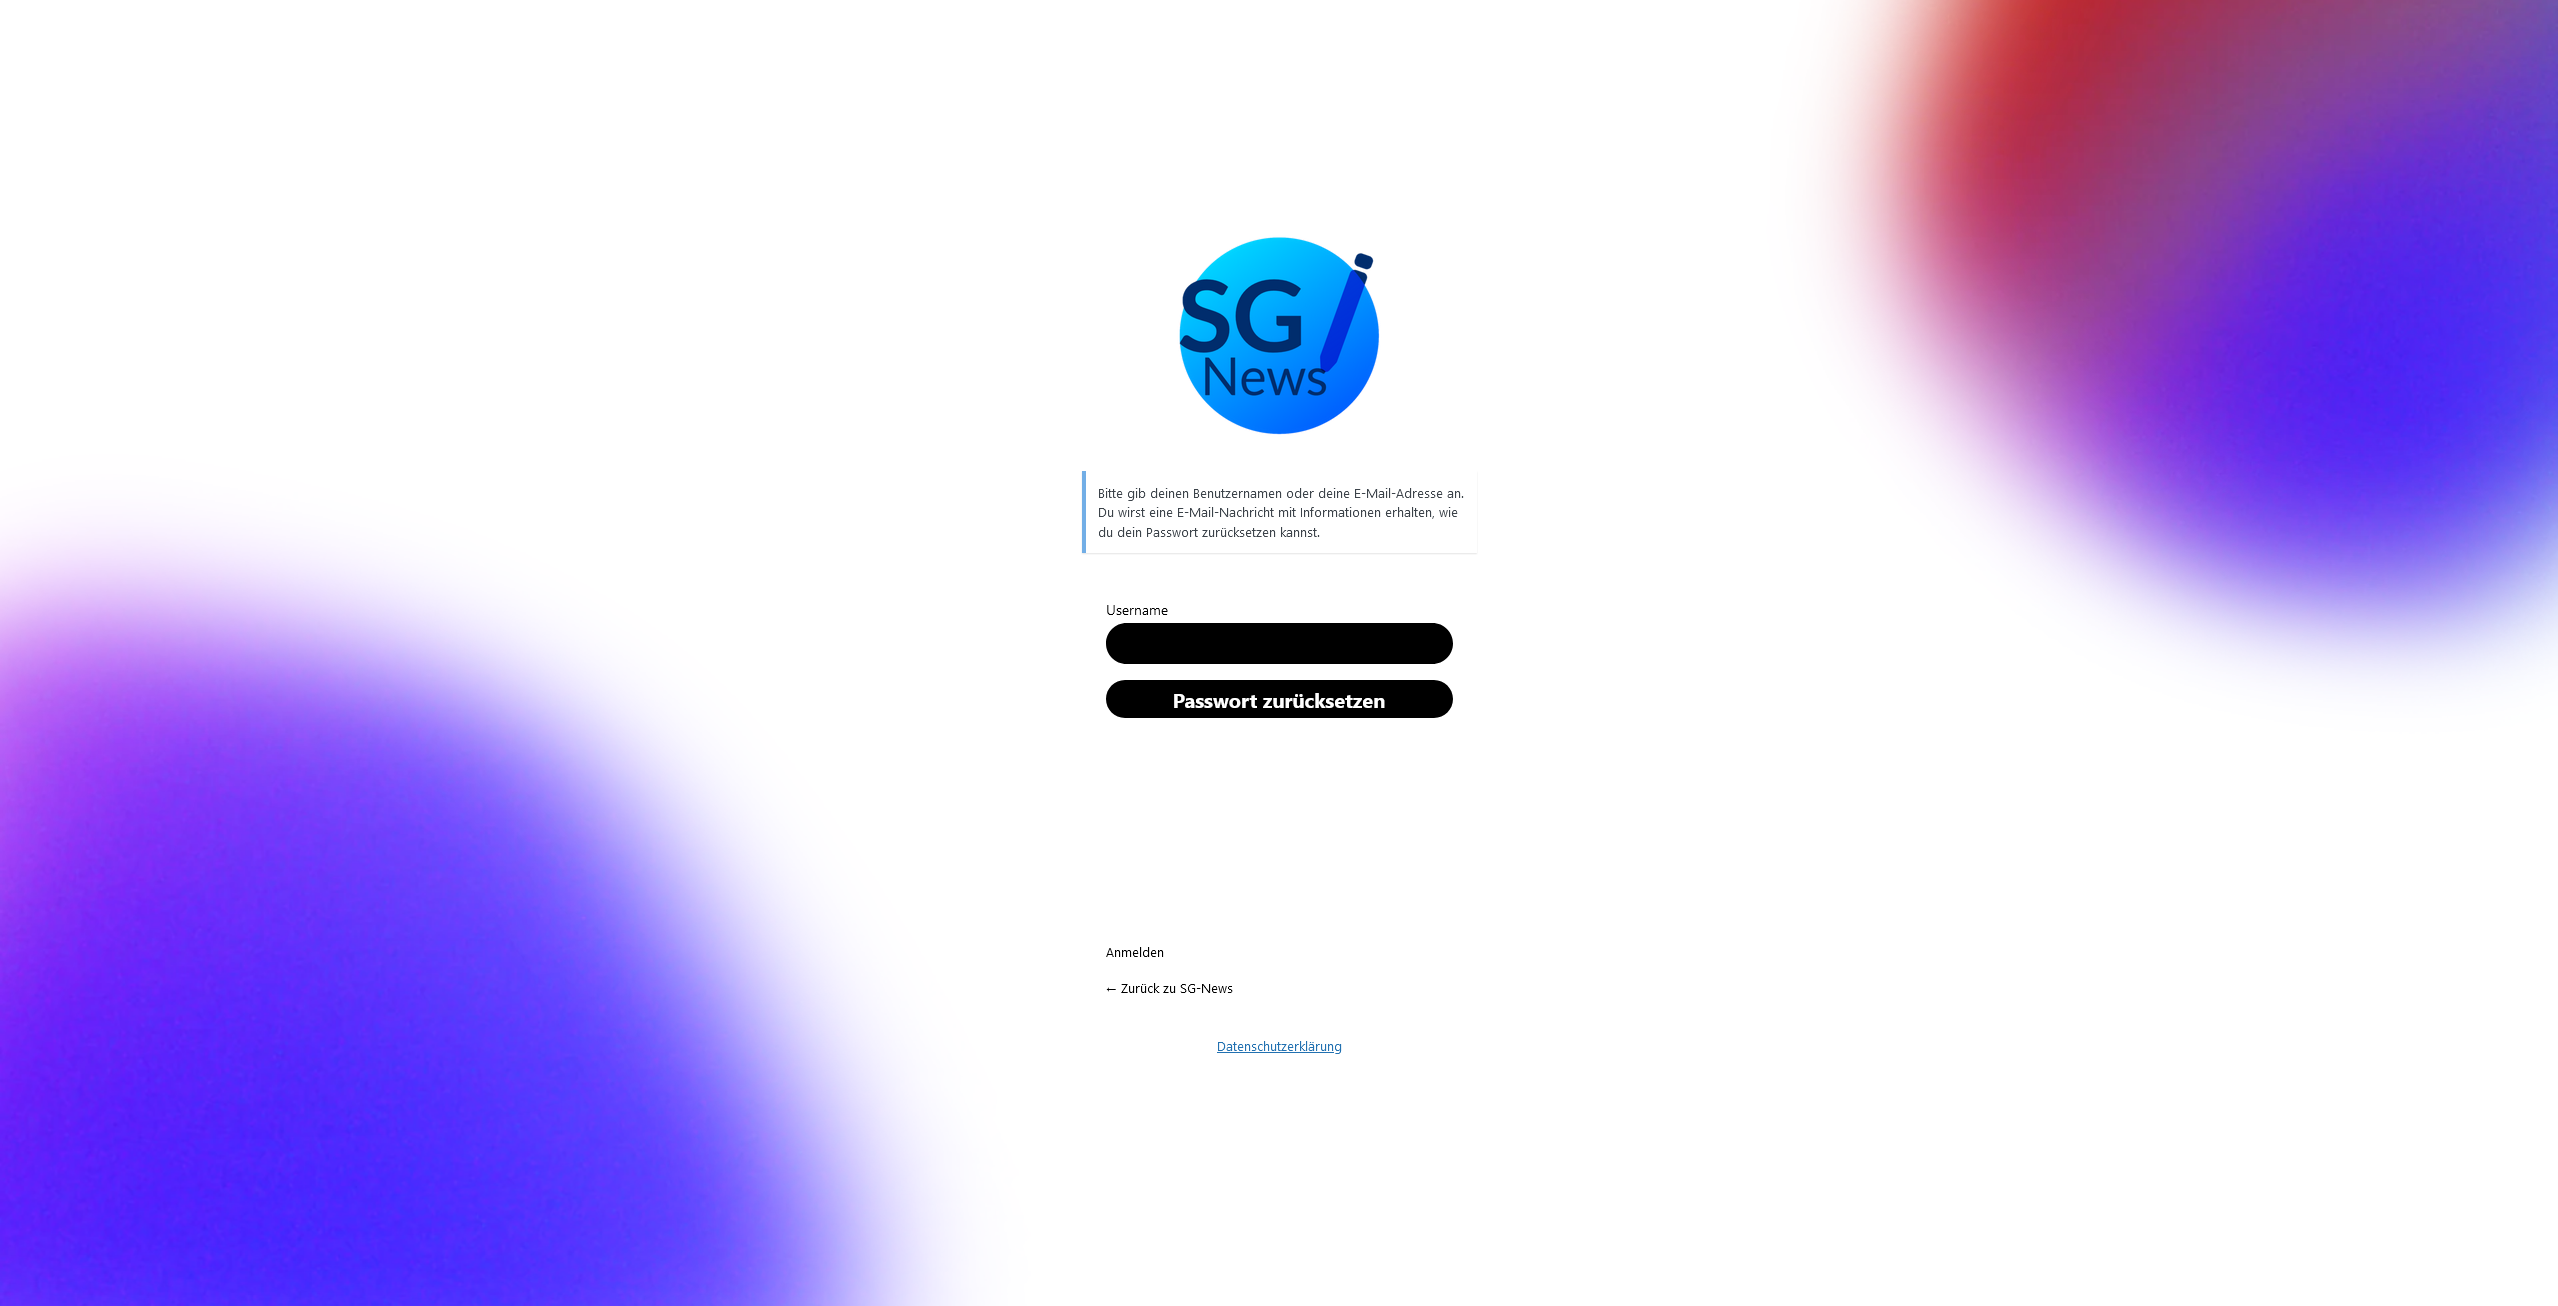 SG
News
Bitte gib deinen Benutzernamen oder deine E-Mail-Adresse an.
Du wirst eine E-Mail-Nachricht mit Informationen erhalten, wie
du dein Passwort zurücksetzen kannst.
Username
Passwort zurücksetzen
Anmelden
← Zurück zu SG-News
Datenschutzerklärung